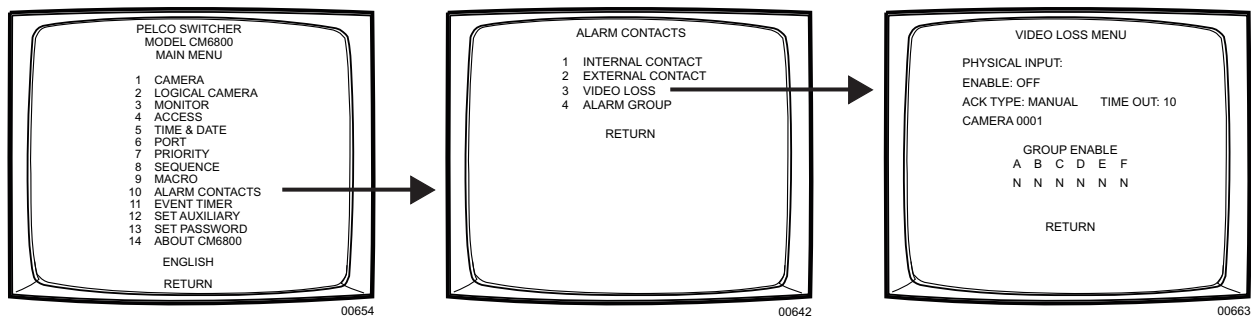 PELCO SWITCHER
MODEL CM6800
MAIN MENU
1 CAMERA
2 LOGICAL CAMERA
3 MONITOR
4 ACCESS
5 TIME & DATE
6 PORT
7 PRIORITY
8 SEQUENCE
9 MACRO
10 ALARM CONTACTS
11 EVENT TIMER
12 SET AUXILIARY
13 SET PASSWORD
14 ABOUT CM6800
ENGLISH
RETURN
00654
ALARM CONTACTS
1 INTERNAL CONTACT
2 EXTERNAL CONTACT
3 VIDEO LOSS
4 ALARM GROUP
RETURN
00642
VIDEO LOSS MENU
PHYSICAL INPUT:
ENABLE: OFF
ACK TYPE: MANUAL TIME OUT: 10
CAMERA 0001
GROUP ENABLE
A B C D E F
N N N N N N
RETURN
00663